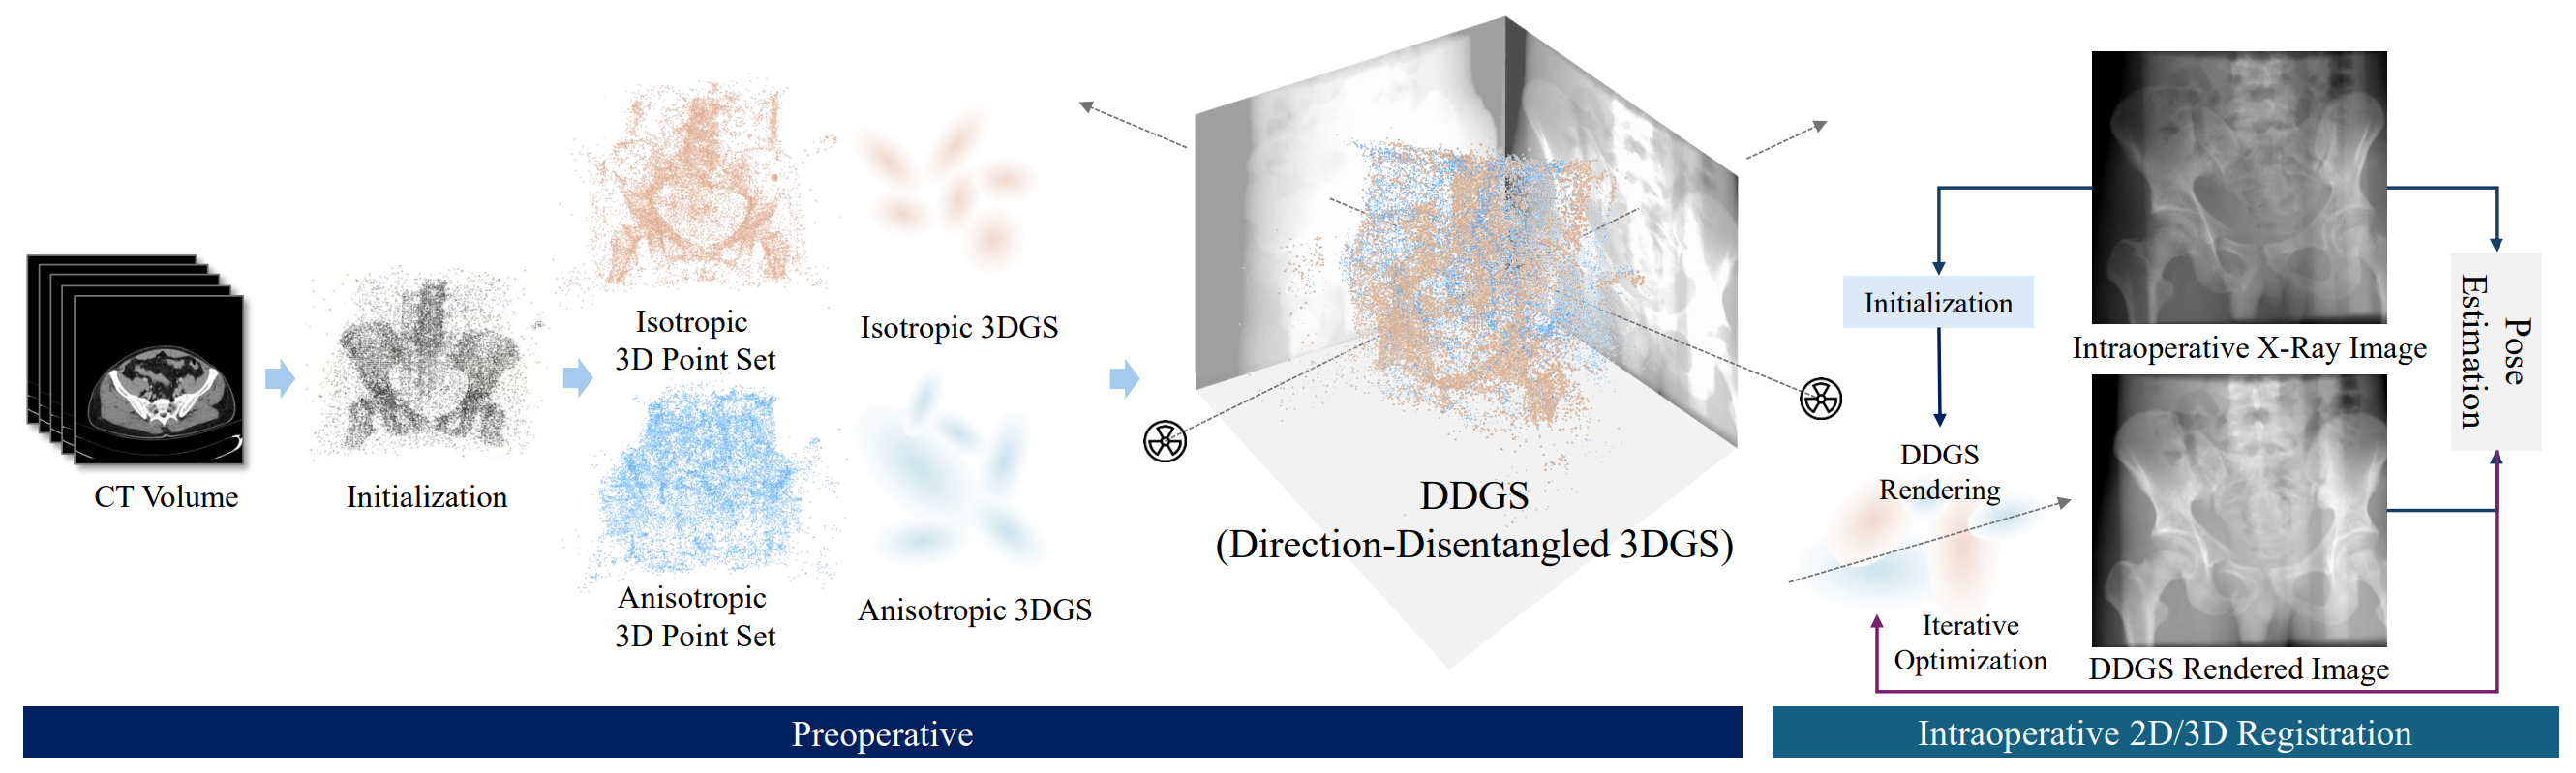 CT Volume
Initialization
Isotropic
3D Point Set
Isotropic 3DGS
Anisotropic
3D Point Set
Anisotropic 3DGS
DDGS
(Direction-Disentangled 3DGS)
Preoperative
Initialization
DDGS
Rendering
Iterative
Optimization
Intraoperative X-Ray Image
DDGS Rendered Image
Pose
Estimation
Intraoperative 2D/3D Registration